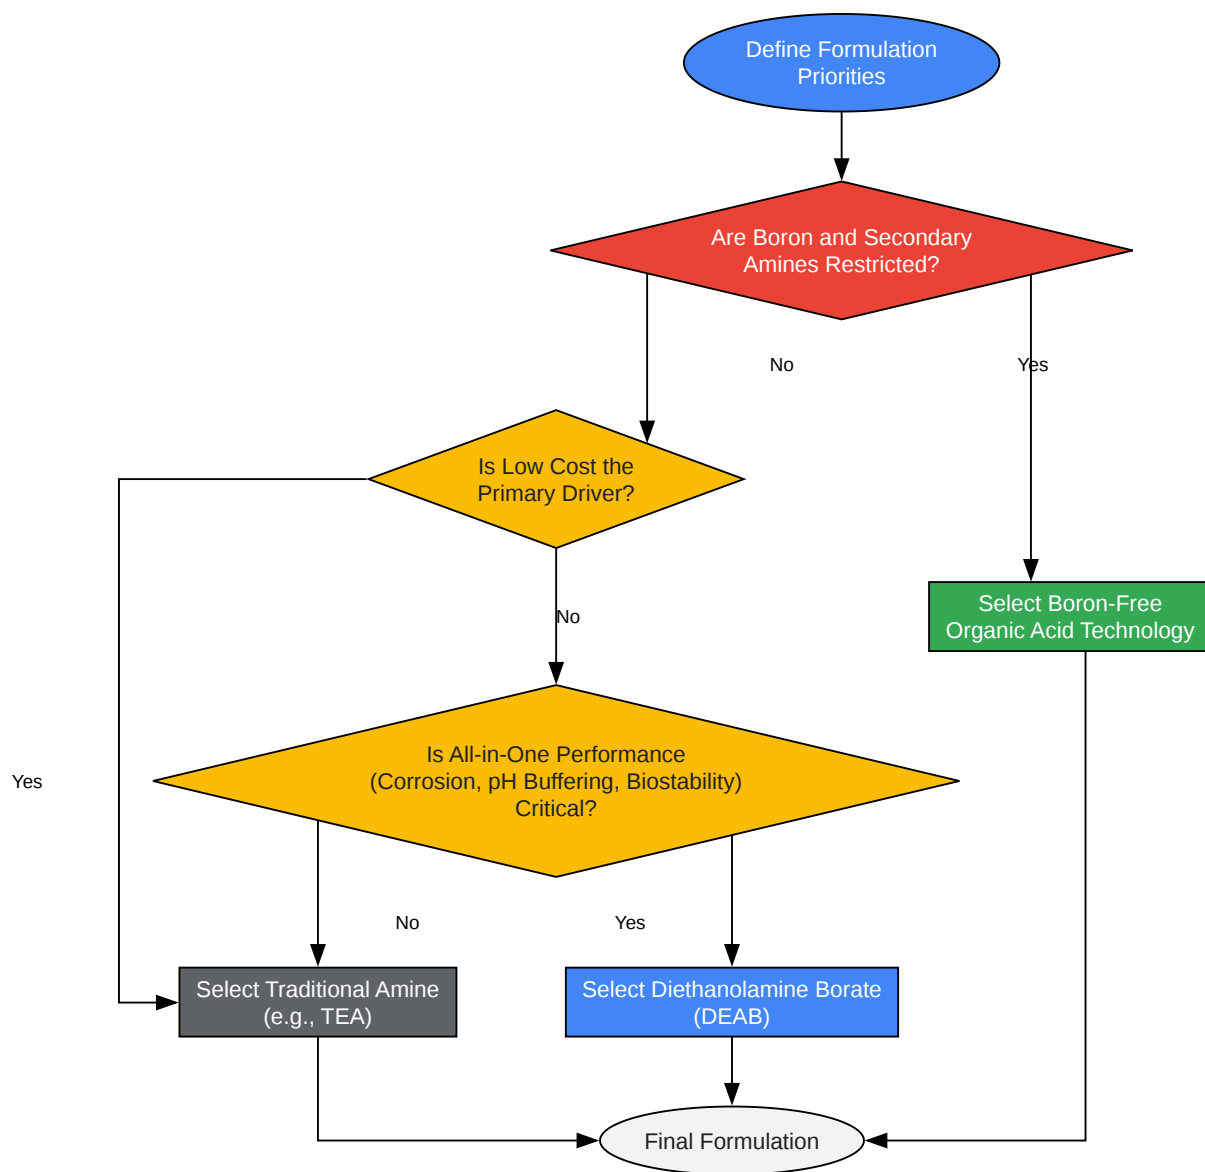 Define Formulation
Priorities
Are Boron and Secondary
Amines Restricted?
No
Yes
Is Low Cost the
Primary Driver?
No
Select Boron-Free
Organic Acid Technology
Is All-in-One Performance
(Corrosion, pH Buffering, Biostability)
Critical?
Yes
No
Yes
Select Traditional Amine
(e.g., TEA)
Select Diethanolamine Borate
(DEAB)
Final Formulation